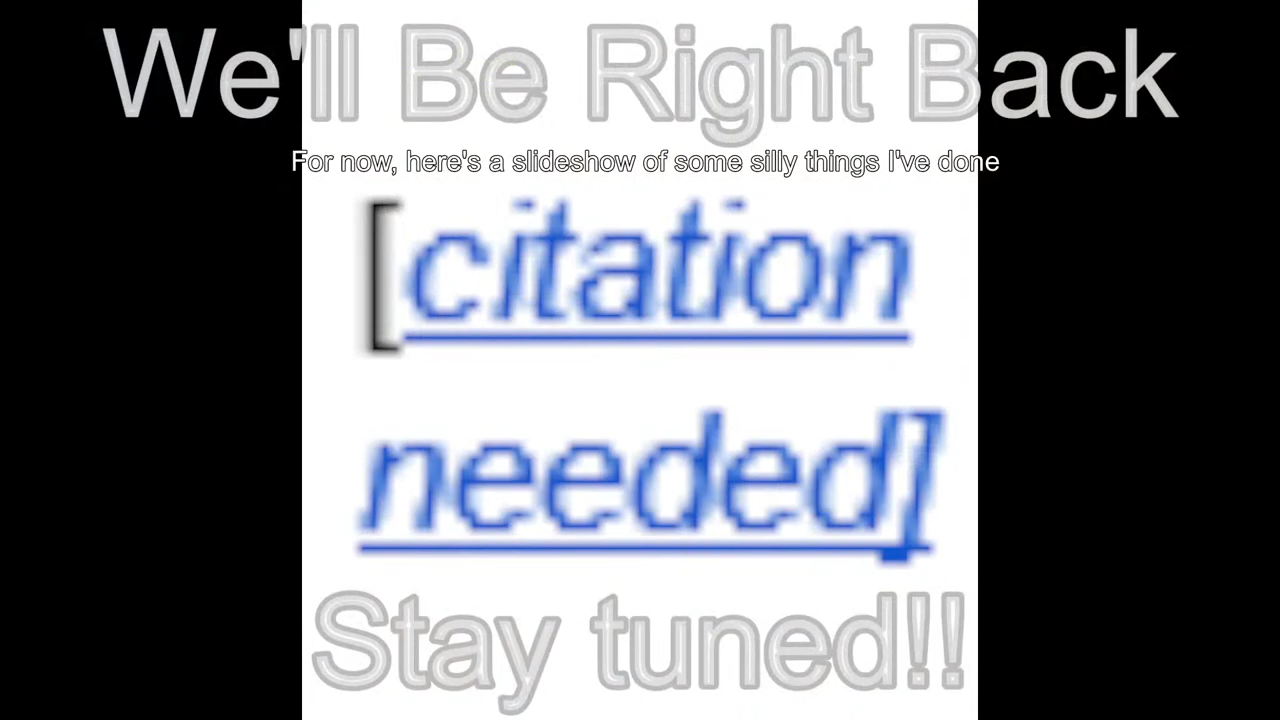 We'll Be Right Back
For now, here's a slideshow of some silly things I've done
[citation
needed]
Stay tuned!!